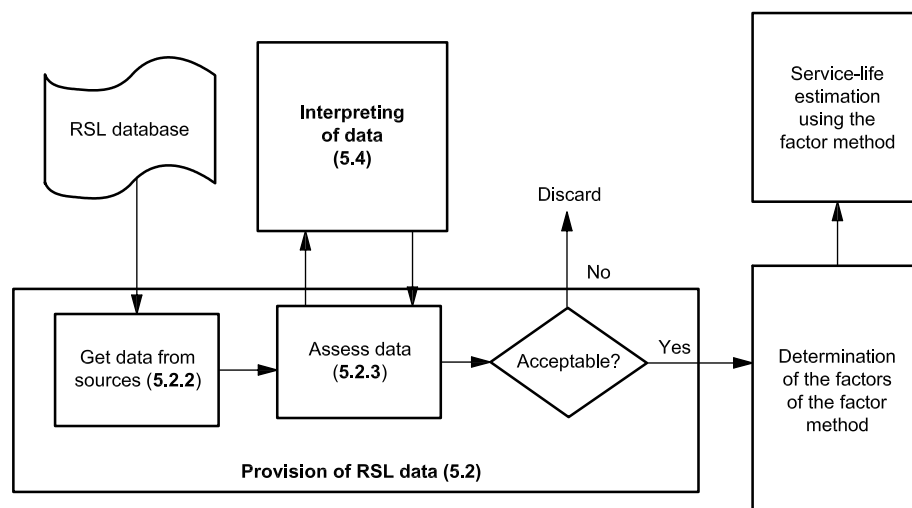 RSL database
Interpreting
of data
(5.4)
Service-life
estimation
using the
factor method
Discard
No
Get data from
sources (5.2.2)
Assess data
(5.2.3)
Acceptable?
Yes
Determination
of the factors
of the factor
method
Provision of RSL data (5.2)